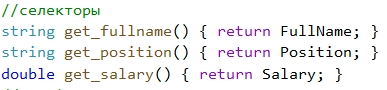 //селекторы
string get_fullname() { return FullName; }
string get_position() { return Position; }
double get_salary() { return Salary; }